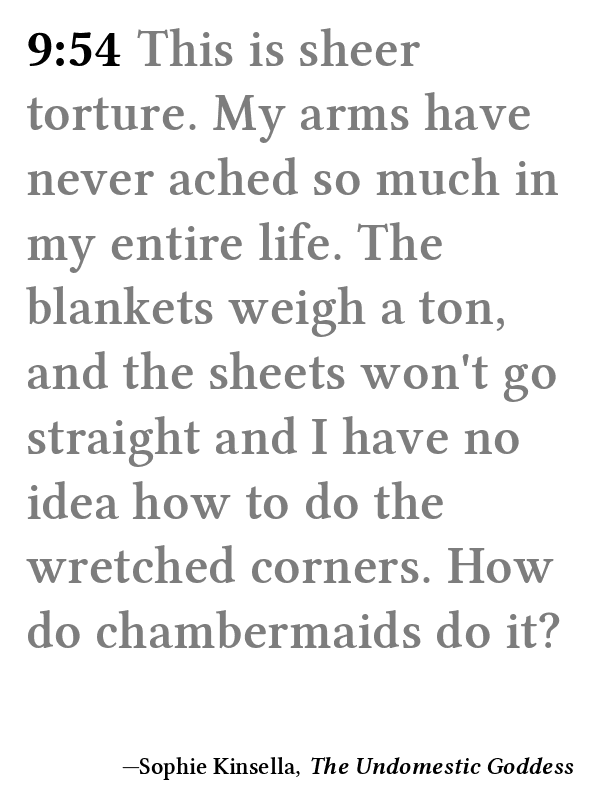 9:54 This is sheer
torture. My arms have
never ached so much in
my entire life. The
blankets weigh a ton,
and the sheets won't go
straight and I have no
idea how to do the
wretched corners. How
do chambermaids do it?
—Sophie Kinsella, The Undomestic Goddess